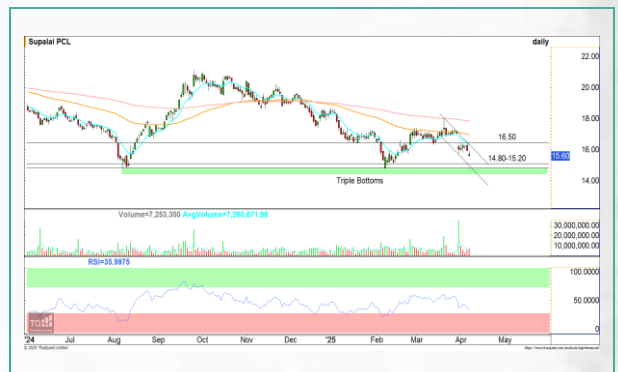 Supalai PCL daily
22.00
20.00
18.00
16.50
16.00
15.60
14.80-15.20
14.00
Triple Bottoms
Volume=7,253,300 AvgVolume=7,260,671.98
30,000,000.00
20,000,000.00
10,000,000.00
RSI=35.9975
100.0000
50.0000
0
'24 Jul Aug Sep Oct Nov Dec '25 Feb Mar Apr May